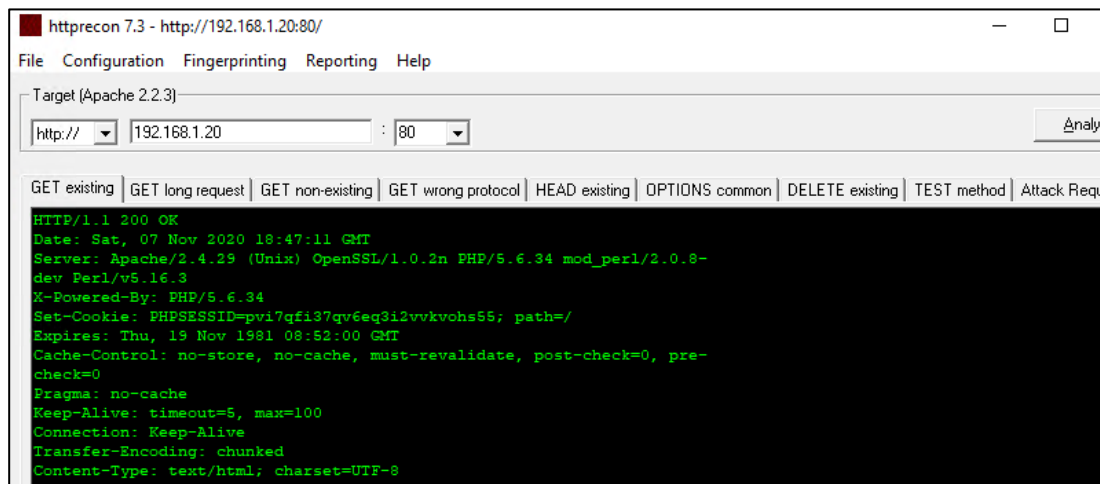 httprecon 7.3 - http://192.168.1.20:80/
File Configuration Fingerprinting Reporting Help
Target (Apache 2.2.3)
http:// 192.168.1.20 : 80 Analy
GET existing GET long request GET non-existing GET wrong protocol HEAD existing OPTIONS common DELETE existing TEST method Attack Requ
HTTP/1.1 200 OK
Date: Sat, 07 Nov 2020 18:47:11 GMT
Server: Apache/2.4.29 (Unix) OpenSSL/1.0.2n PHP/5.6.34 mod_perl/2.0.8-
dev Perl/v5.16.3
X-Powered-By: PHP/5.6.34
Set-Cookie: PHPSESSID=pvi7qfi37qv6eq3i2vvkvohs55; path=/
Expires: Thu, 19 Nov 1981 08:52:00 GMT
Cache-Control: no-store, no-cache, must-revalidate, post-check=0, pre-
check=0
Pragma: no-cache
Keep-Alive: timeout=5, max=100
Connection: Keep-Alive
Transfer-Encoding: chunked
Content-Type: text/html; charset=UTF-8